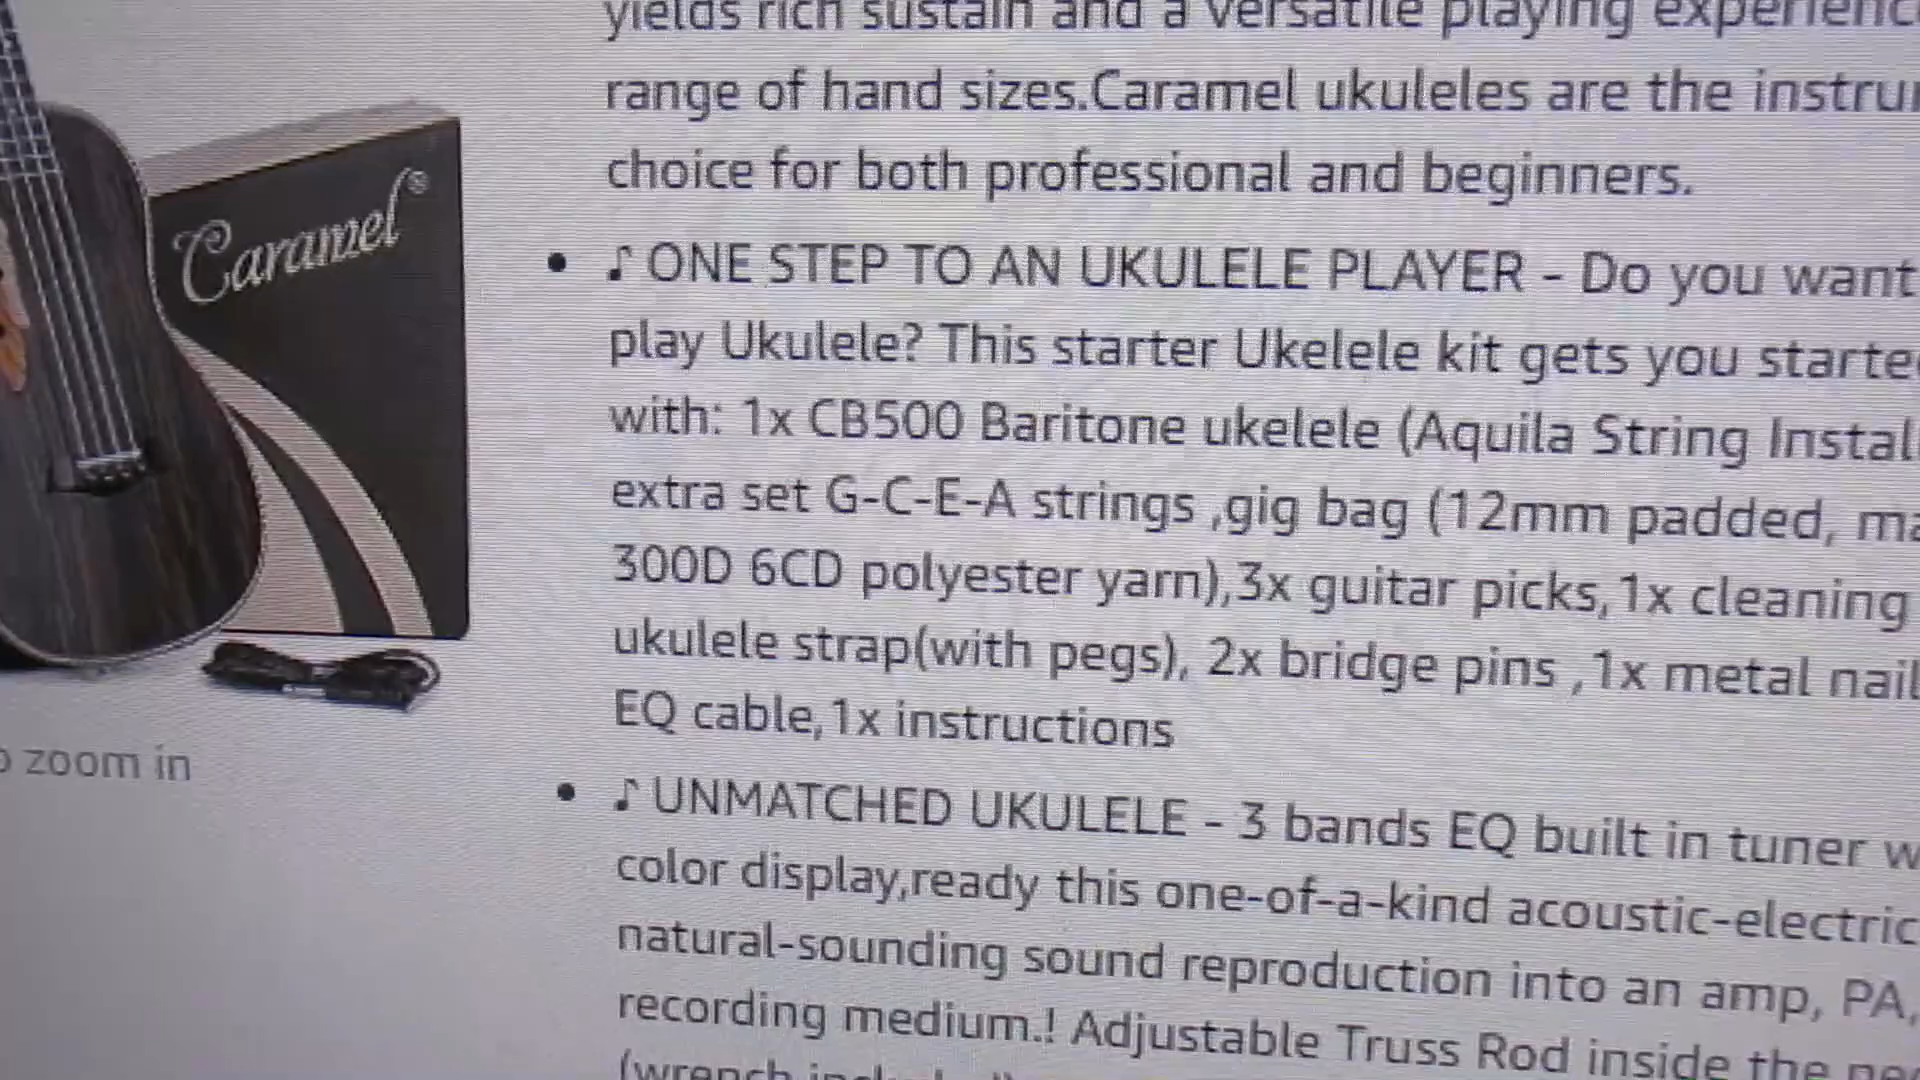 yields rich sustain and a versatile playing
range of hand sizes.Caramel ukuleles are the
choice for both professional and beginners.
Caramel®
• ♪ ONE STEP TO AN UKULELE PLAYER - Do you want
play Ukulele? This starter Ukelele kit gets you
with: 1x CB500 Baritone ukelele (Aquila String
extra set G-C-E-A strings ,gig bag (12mm padded,
300D 6CD polyester yarn),3x guitar picks,1x cleaning
ukulele strap(with pegs), 2x bridge pins ,1x metal nail
EQ cable,1x instructions
zoom in
• ♪ UNMATCHED UKULELE - 3 bands EQ built in tuner
color display,ready this one-of-a-kind acoustic-electric
natural-sounding sound reproduction into an amp, PA,
recording medium.! Adjustable Truss Rod inside the
(wrench